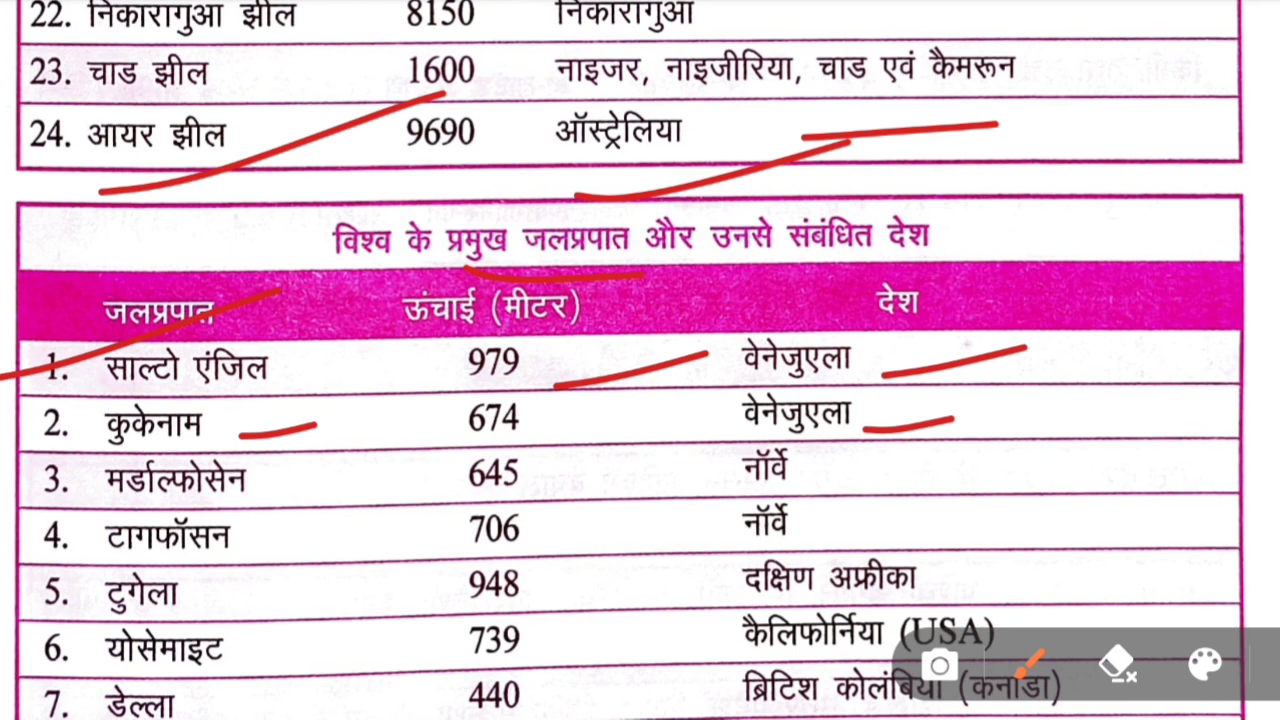 22. निकारागुआ झील 8150 निकारागुआ
23. चाड झील 1600 नाइजर, नाइजीरिया, चाड एवं कैमरून
24. आयर झील 9690 ऑस्ट्रेलिया
विश्व के प्रमुख जलप्रपात और उनसे संबंधित देश
जलप्रपात ऊंचाई (मीटर) देश
1. साल्टो एंजिल 979 वेनेजुएला
2. कुकेनाम 674 वेनेजुएला
3. मर्डाल्फोसेन 645 नॉर्वे
4. टागफॉसन 706 नॉर्वे
5. टुगेला 948 दक्षिण अफ्रीका
6. योसेमाइट 739 कैलिफोर्निया (USA)
7. डेल्ला 440 ब्रिटिश कोलंबिया (कनाडा)